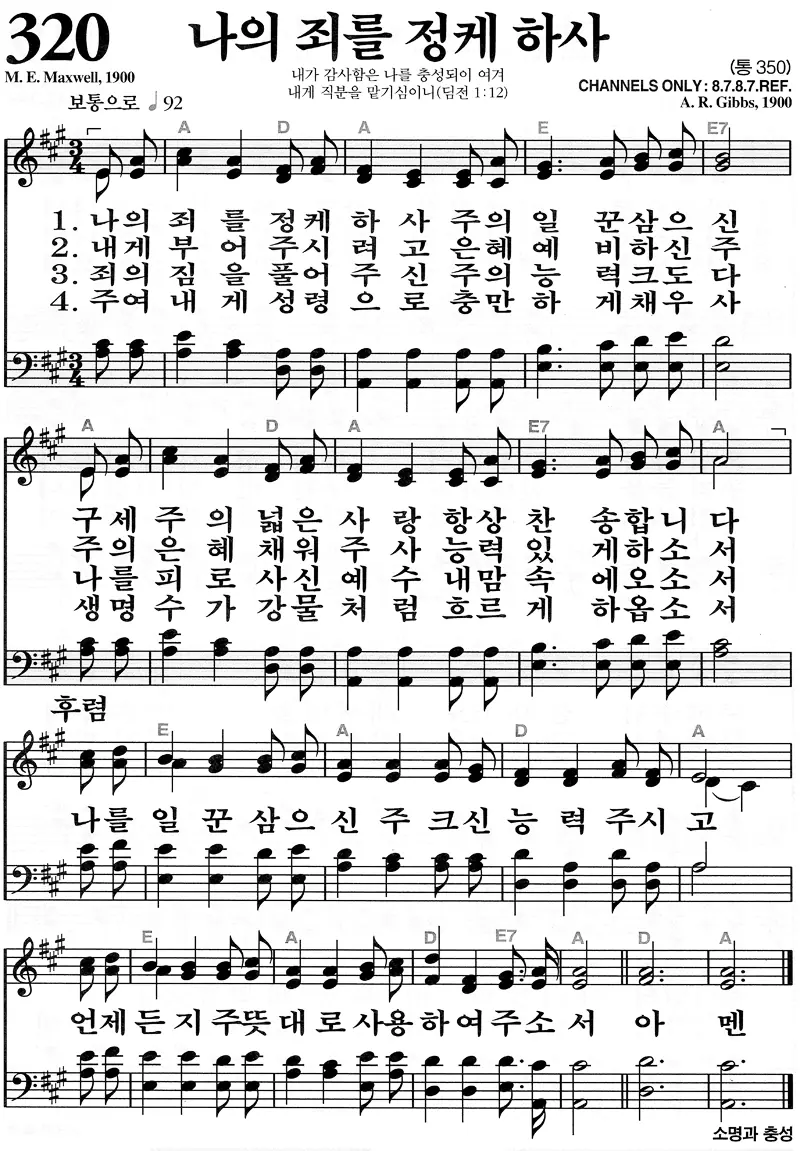 320 나의 죄를 정케 하사
M. E. Maxwell, 1900
내가 감사함은 나를 충성되이 여겨
내게 직분을 맡기심이니(딤전 1:12)
(통 350)
CHANNELS ONLY : 8.7.8.7.REF.
A. R. Gibbs, 1900
보통으로 ♩92
A D A E E7
3/4
1. 나의 죄 를 정케 하 사 주의 일 꾼삼으 신
2. 내게 부 어 주시 려 고 은혜 예 비하신 주
3. 죄의 짐 을 풀어 주 신 주의 능 력크도 다
4. 주여 내 게 성령 으 로 충만 하 게채우 사
3/4
A D A E7 A
구세 주 의 넓은 사 랑 항상 찬 송합니 다
주의 은 혜 채워 주 사 능력 있 게하소 서
나를 피 로 사신 예 수 내맘 속 에오소 서
생명 수 가 강물 처 럼 흐르 게 하옵소 서
후렴
E A D A
나를 일 꾼 삼으 신 주 크신 능 력 주시 고
E A D E7 A D A
언제 든 지 주뜻 대 로 사용 하 여 주소 서 아 멘
소명과 충성